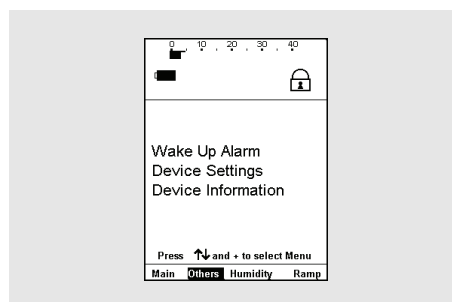 0 . 10 . 20 . 30 . 40
Wake Up Alarm
Device Settings
Device Information
Press ↑↓ and + to select Menu
Main Others Humidity Ramp